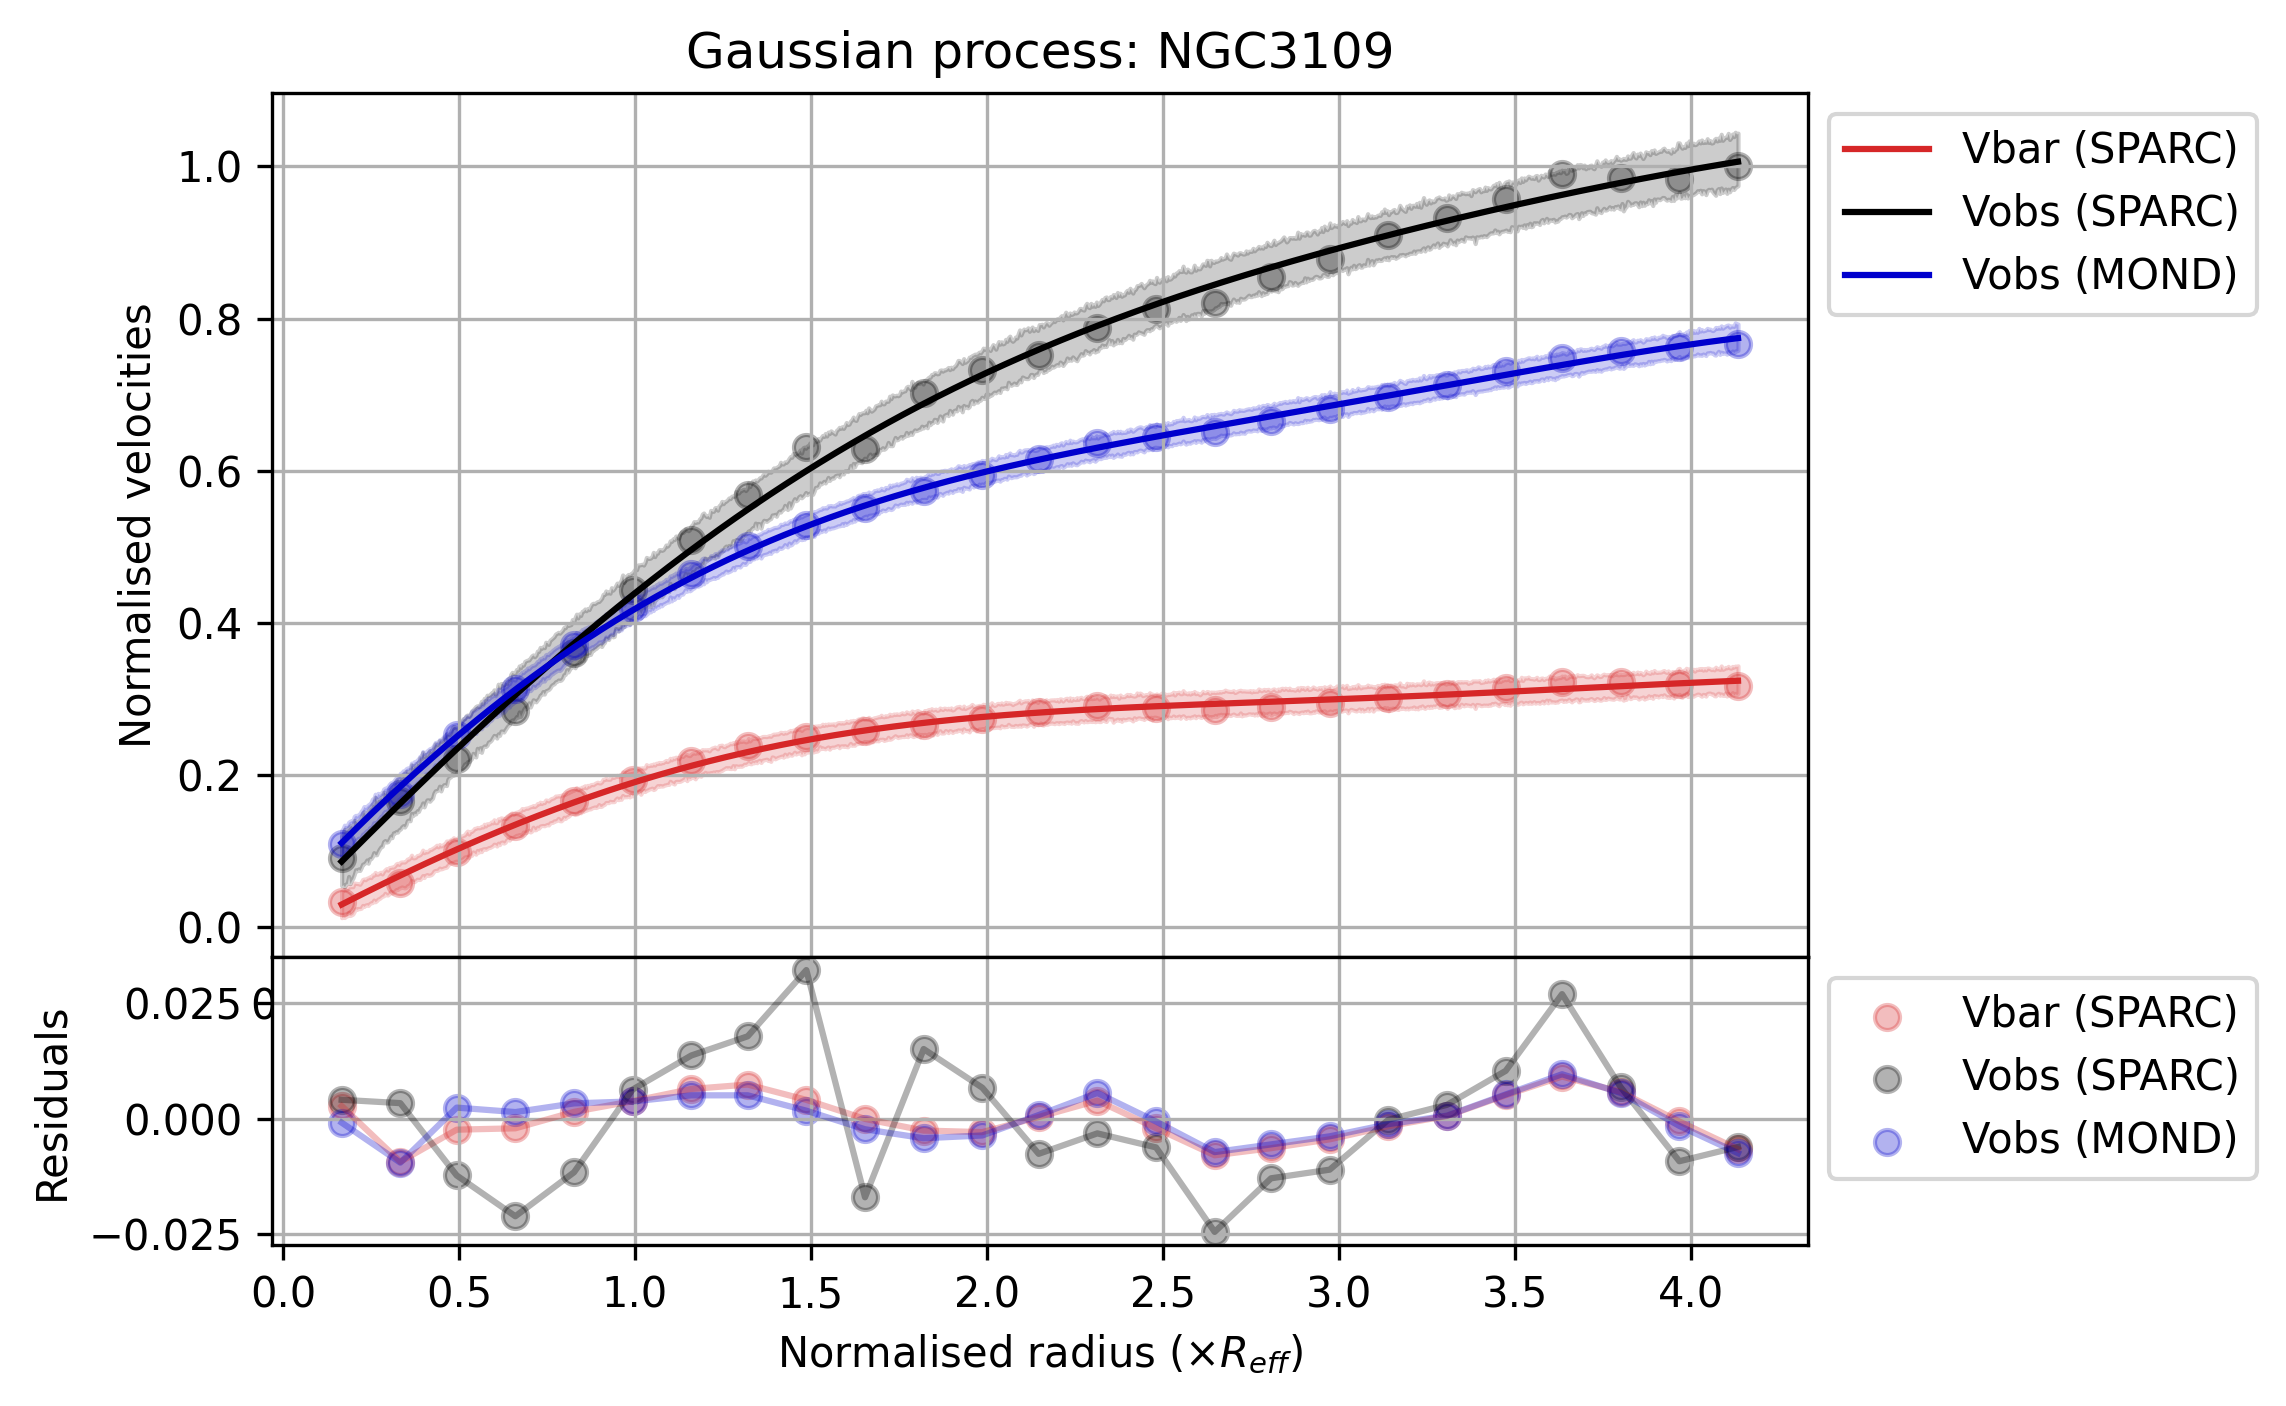 Gaussian process: NGC3109
Normalised velocities
1.0
0.8
0.6
0.4
0.2
0.0
Vbar (SPARC)
Vobs (SPARC)
Vobs (MOND)
Residuals
0.025
0.000
−0.025
0.0 0.5 1.0 1.5 2.0 2.5 3.0 3.5 4.0
Normalised radius (×R_eff)
Vbar (SPARC)
Vobs (SPARC)
Vobs (MOND)